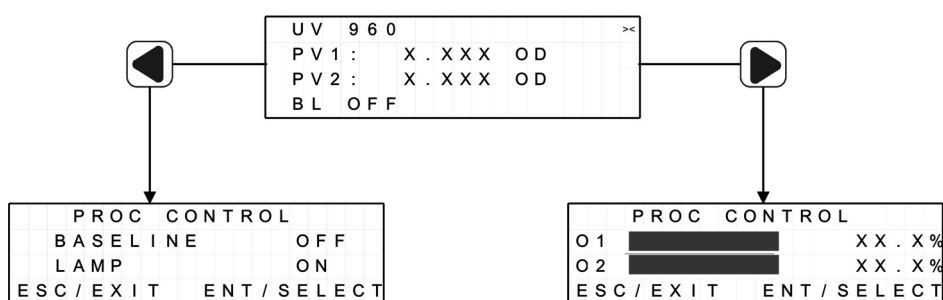 UV 960 ><
PV1: X.XXX OD
PV2: X.XXX OD
BL OFF
PROC CONTROL
BASELINE OFF
LAMP ON
ESC/EXIT ENT/SELECT
PROC CONTROL
O1 XX.X%
O2 XX.X%
ESC/EXIT ENT/SELECT